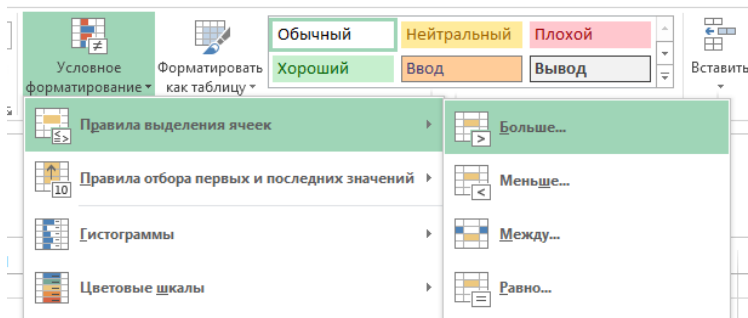 Условное
форматирование
Форматировать
как таблицу
Обычный
Нейтральный
Плохой
Хороший
Ввод
Вывод
Вставить
Правила выделения ячеек
Правила отбора первых и последних значений
10
Гистограммы
Цветовые шкалы
Больше...
Меньше...
Между...
Равно...